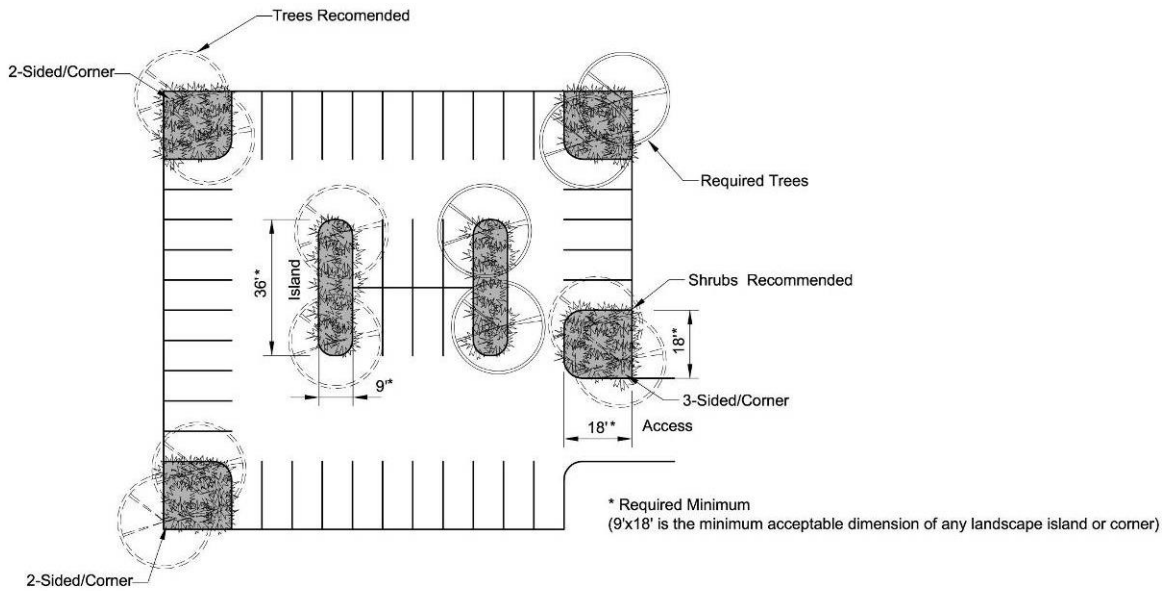 Trees Recomended
2-Sided/Corner
Required Trees
36'*
Island
Shrubs Recommended
18'*
9'*
3-Sided/Corner
18'*
Access
* Required Minimum
(9'x18' is the minimum acceptable dimension of any landscape island or corner)
2-Sided/Corner